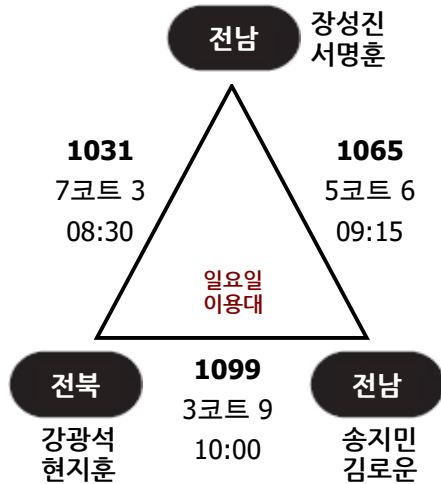 전남
장성진
서명훈
1031
7코트 3
08:30
1065
5코트 6
09:15
일요일
이용대
전북
강광석
현지훈
1099
3코트 9
10:00
전남
송지민
김로운